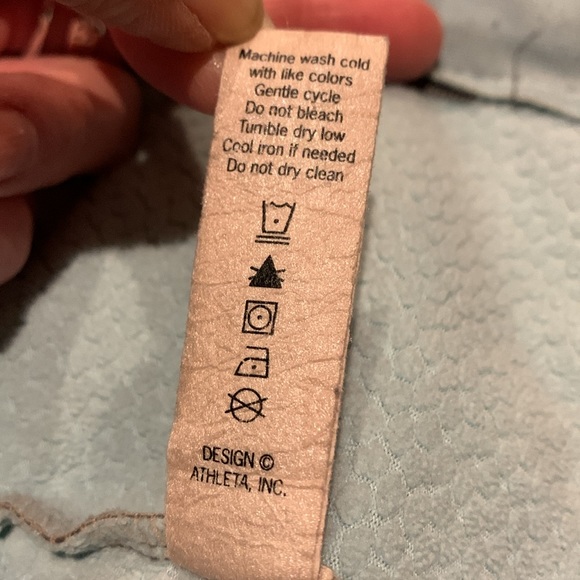 Machine wash cold
with like colors
Gentle cycle
Do not bleach
Tumble dry low
Cool iron if needed
Do not dry clean
DESIGN ©
ATHLETA, INC.